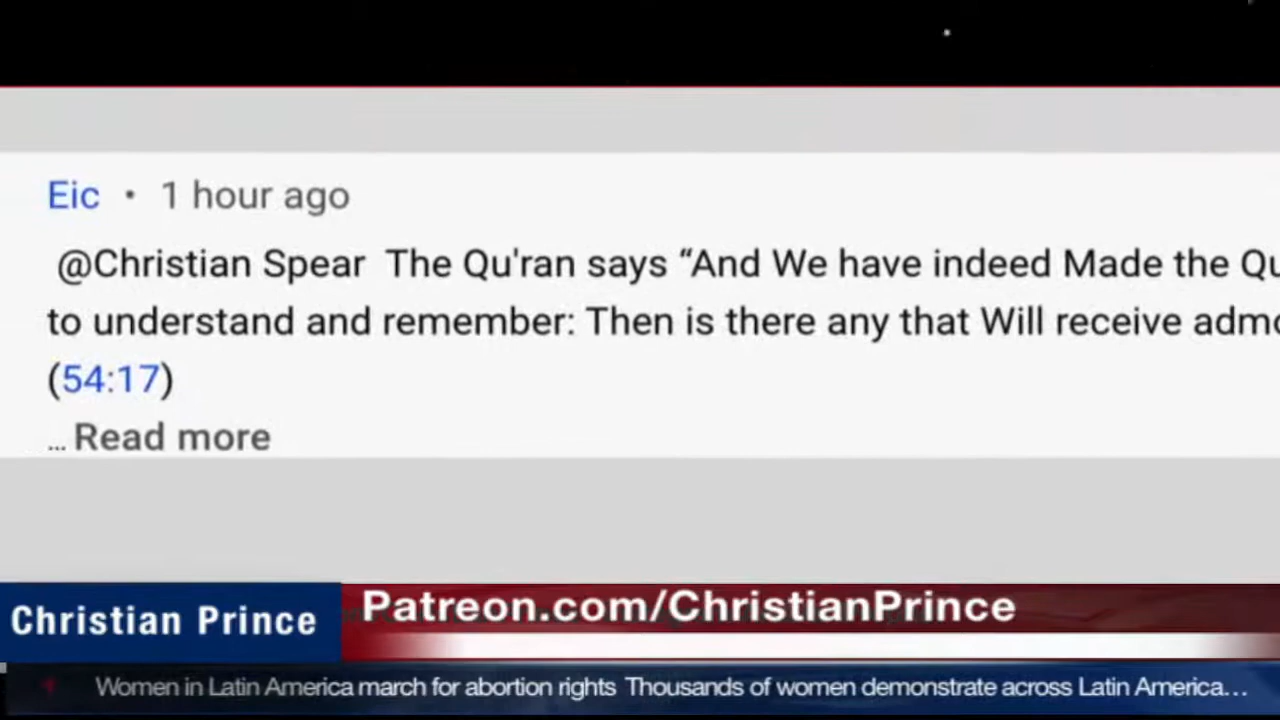 Eic • 1 hour ago
@Christian Spear The Qu'ran says “And We have indeed Made the Qu
to understand and remember: Then is there any that Will receive admo
(54:17)
... Read more
Christian Prince
Patreon.com/ChristianPrince
Women in Latin America march for abortion rights Thousands of women demonstrate across Latin America...